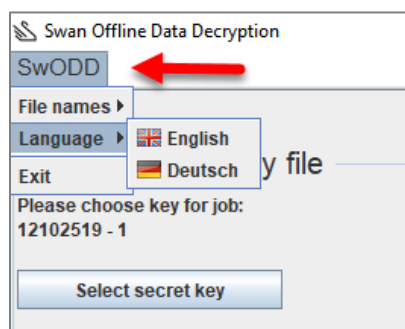 Swan Offline Data Decryption
SwODD
File names
Language
English
Deutsch
Exit
y file
Please choose key for job:
12102519 - 1
Select secret key